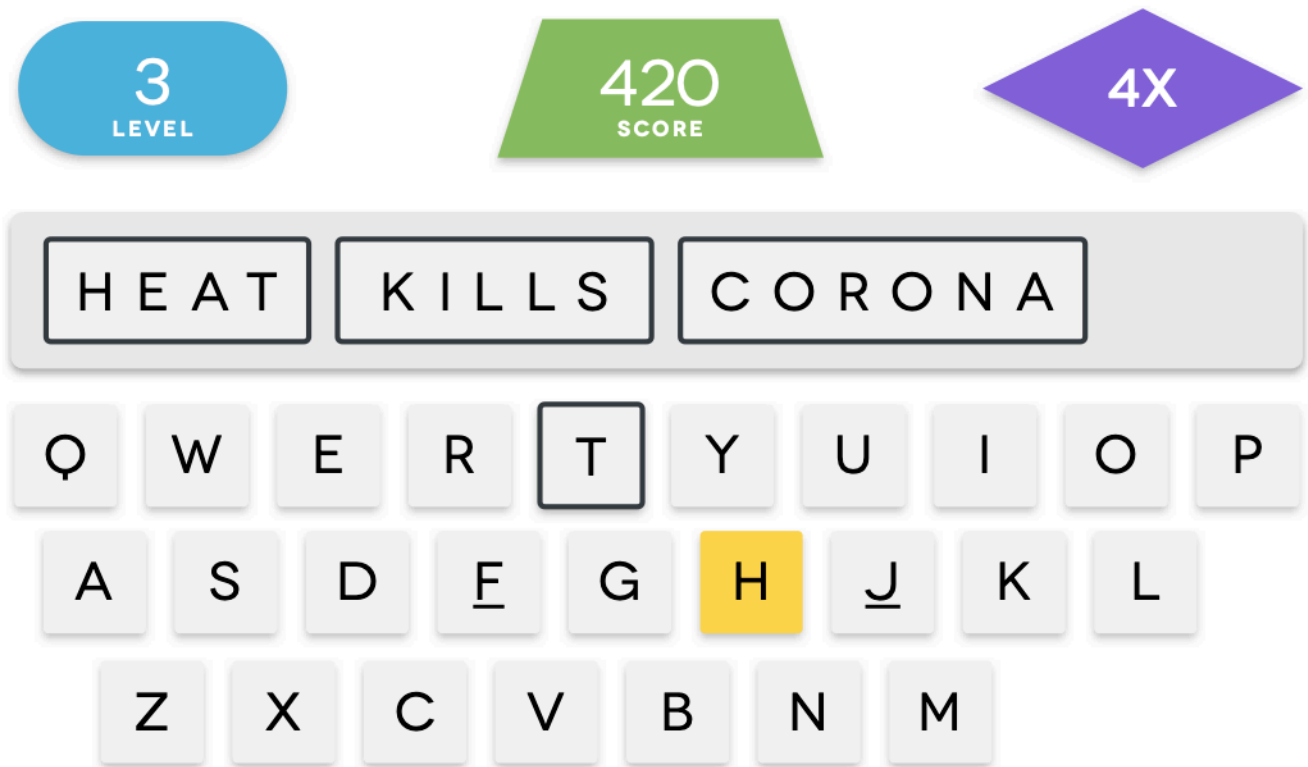 3
LEVEL
420
SCORE
4X
HEAT KILLS CORONA
Q W E R T Y U I O P
A S D F G H J K L
Z X C V B N M